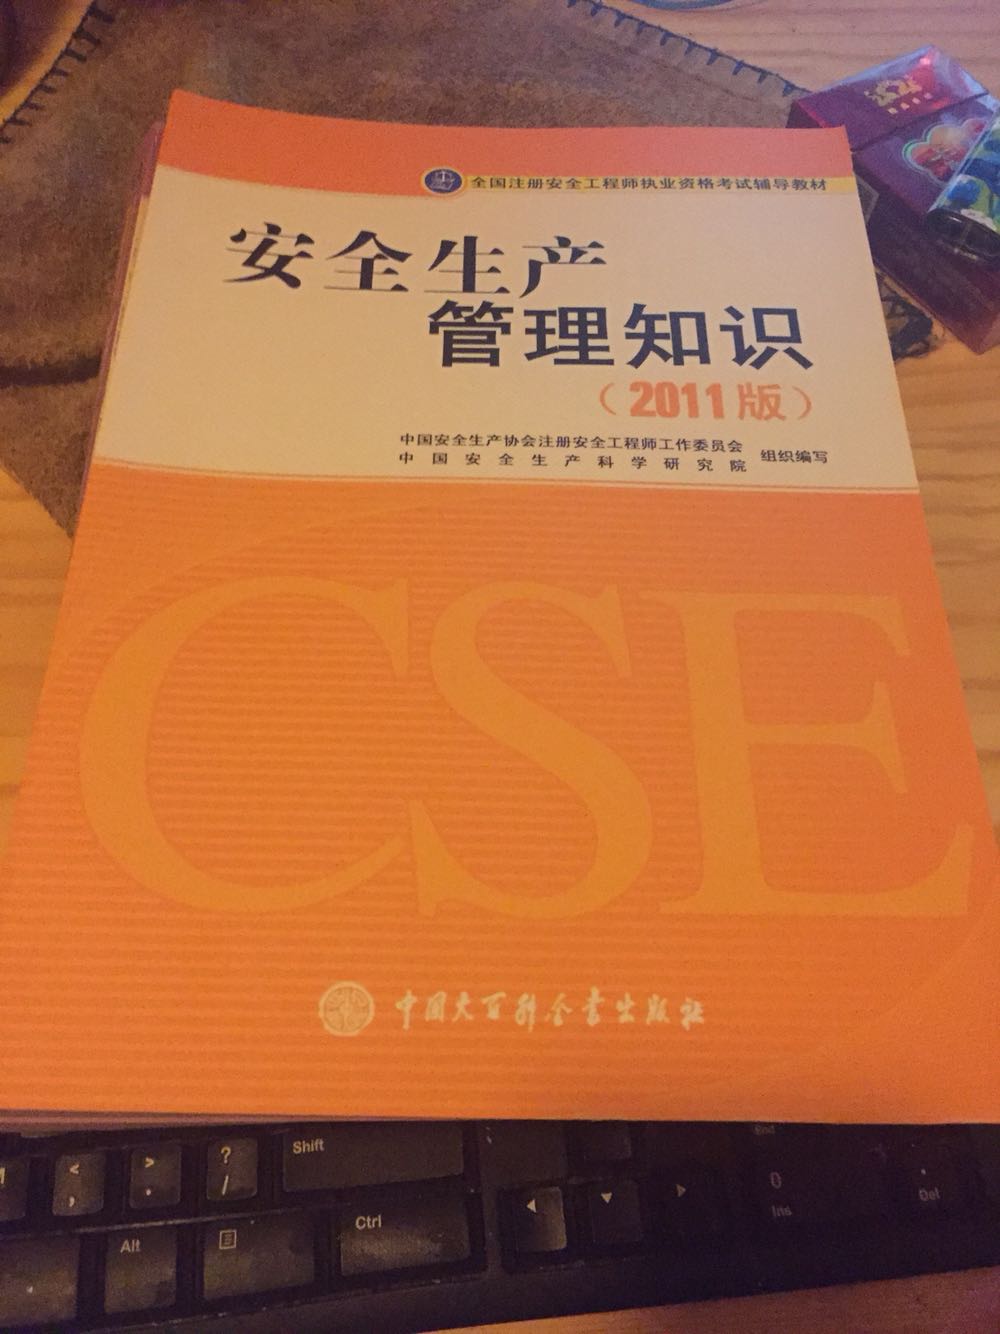 全国注册安全工程师执业资格考试辅导教材
安全生产
管理知识
（2011版）
中国安全生产协会注册安全工程师工作委员会
中国安全生产科学研究院
组织编写
CSE
中国大百科全书出版社
Shift
End
<
,
>
.
?
/
0
Ins
.
Del
Alt
Ctrl